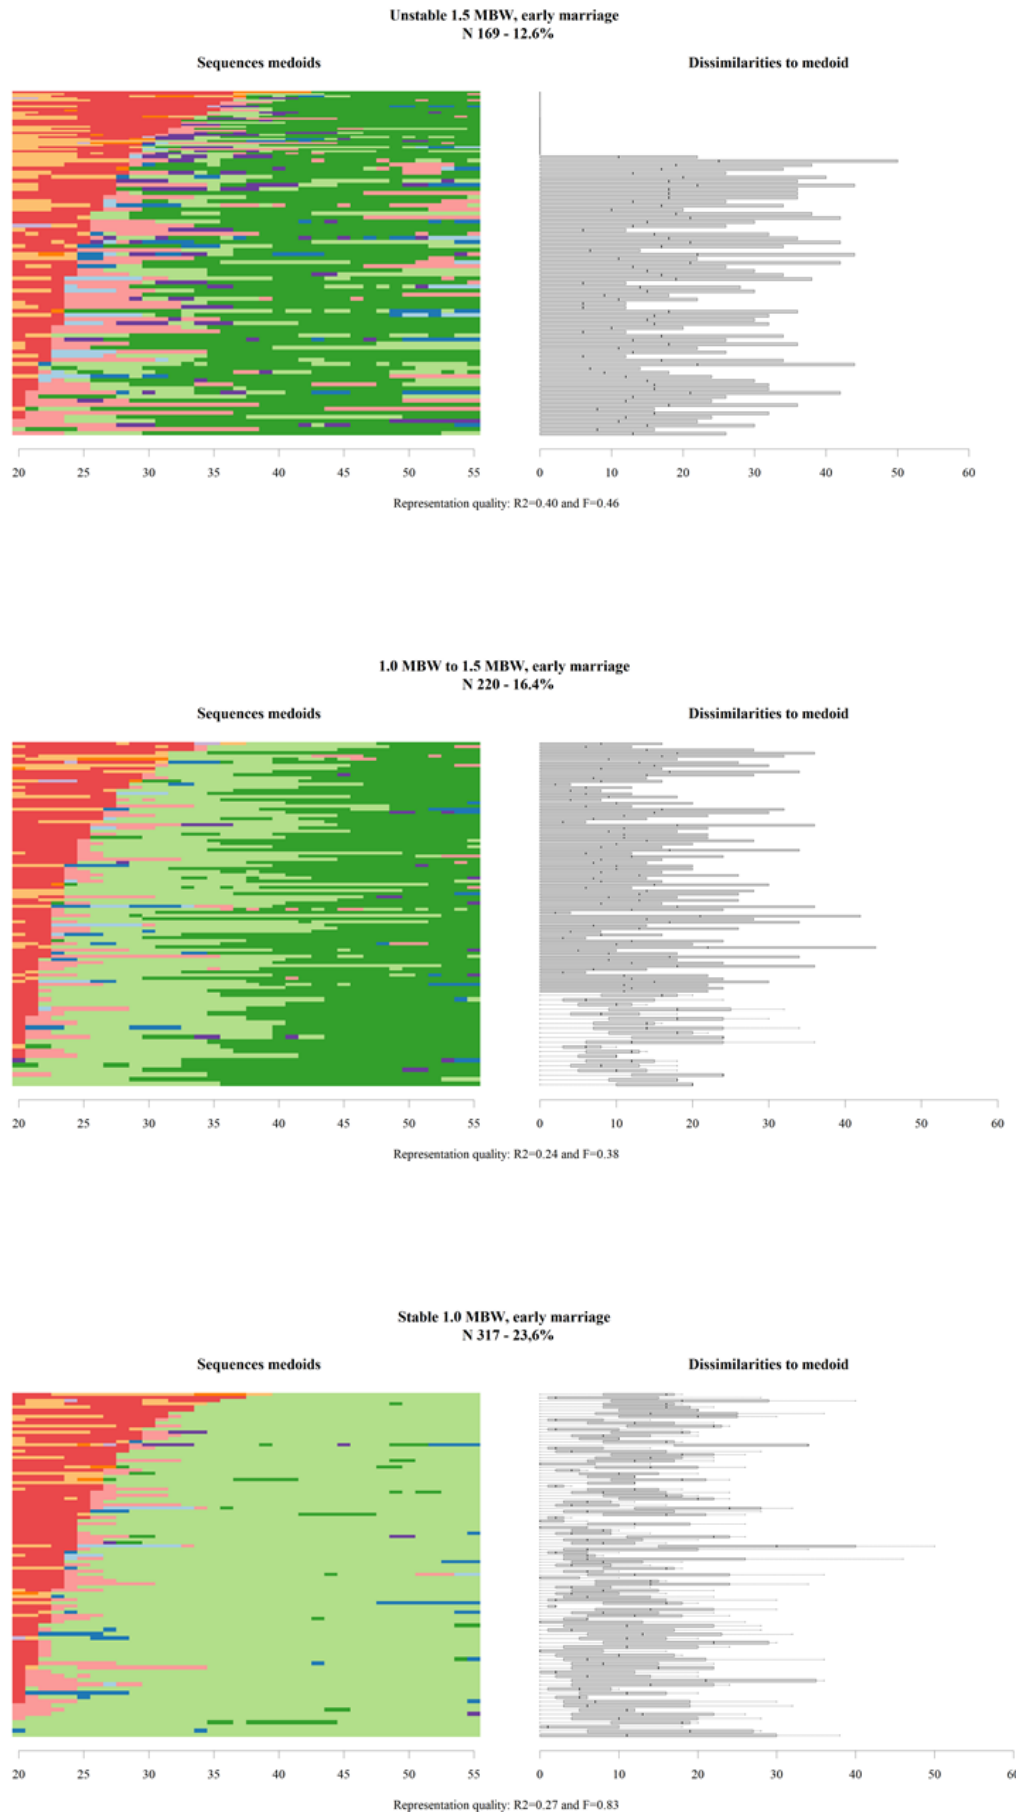 Unstable 1.5 MBW, early marriage
N 169 - 12.6%
Sequences medoids
Dissimilarities to medoid
20 25 30 35 40 45 50 55
0 10 20 30 40 50 60
Representation quality: R2=0.40 and F=0.46
1.0 MBW to 1.5 MBW, early marriage
N 220 - 16.4%
Sequences medoids
Dissimilarities to medoid
20 25 30 35 40 45 50 55
0 10 20 30 40 50 60
Representation quality: R2=0.24 and F=0.38
Stable 1.0 MBW, early marriage
N 317 - 23,6%
Sequences medoids
Dissimilarities to medoid
20 25 30 35 40 45 50 55
0 10 20 30 40 50 60
Representation quality: R2=0.27 and F=0.83